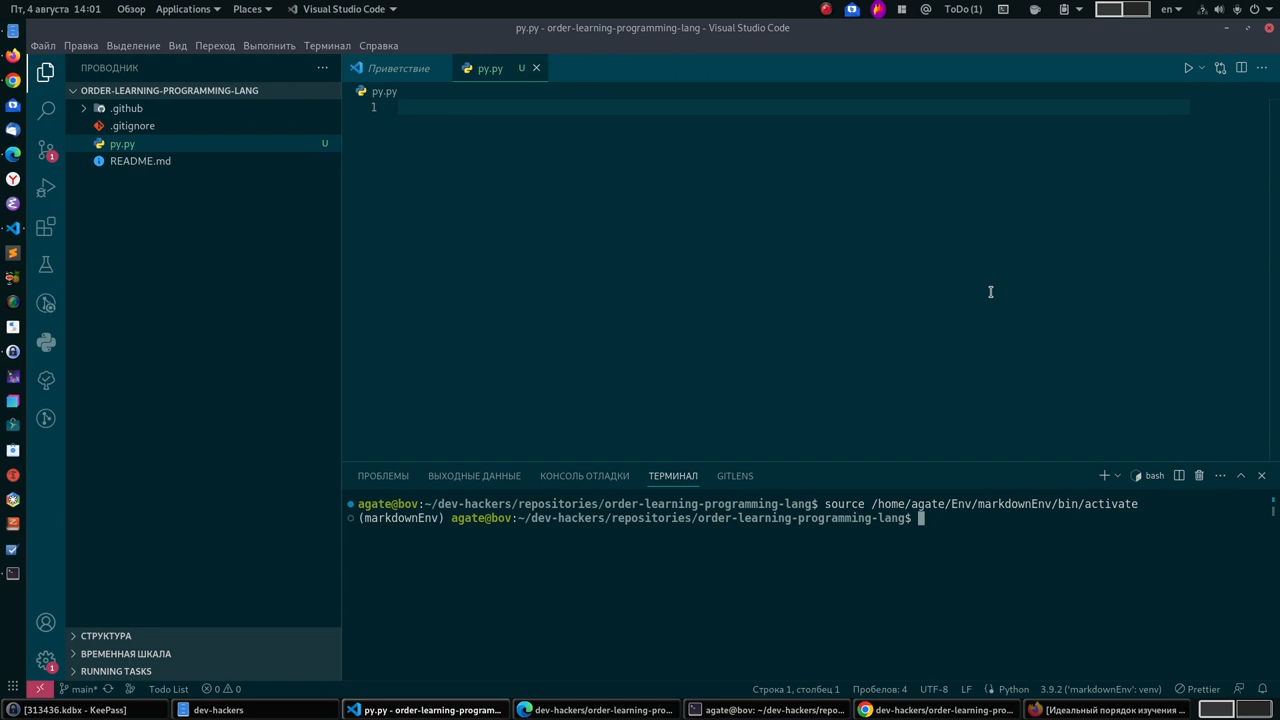 Пт, 4 августа 14:01 Обзор Applications Places Visual Studio Code ToDo (1) en
py.py - order-learning-programming-lang - Visual Studio Code
Файл Правка Выделение Вид Переход Выполнить Терминал Справка
ПРОВОДНИК
Приветствие py.py U
ORDER-LEARNING-PROGRAMMING-LANG
py.py
.github
1
.gitignore
py.py U
README.md
1
ПРОБЛЕМЫ ВЫХОДНЫЕ ДАННЫЕ КОНСОЛЬ ОТЛАДКИ ТЕРМИНАЛ GITLENS bash
agate@bov:~/dev-hackers/repositories/order-learning-programming-lang$ source /home/agate/Env/markdownEnv/bin/activate
(markdownEnv) agate@bov:~/dev-hackers/repositories/order-learning-programming-lang$
СТРУКТУРА
ВРЕМЕННАЯ ШКАЛА
1
RUNNING TASKS
main* Todo List 0 0 Строка 1, столбец 1 Пробелов: 4 UTF-8 LF Python 3.9.2 ('markdownEnv': venv) Prettier
[313436.kdbx - KeePass] dev-hackers py.py - order-learning-program... dev-hackers/order-learning-pro... agate@bov: ~/dev-hackers/repo... dev-hackers/order-learning-pro... [Идеальный порядок изучения ...